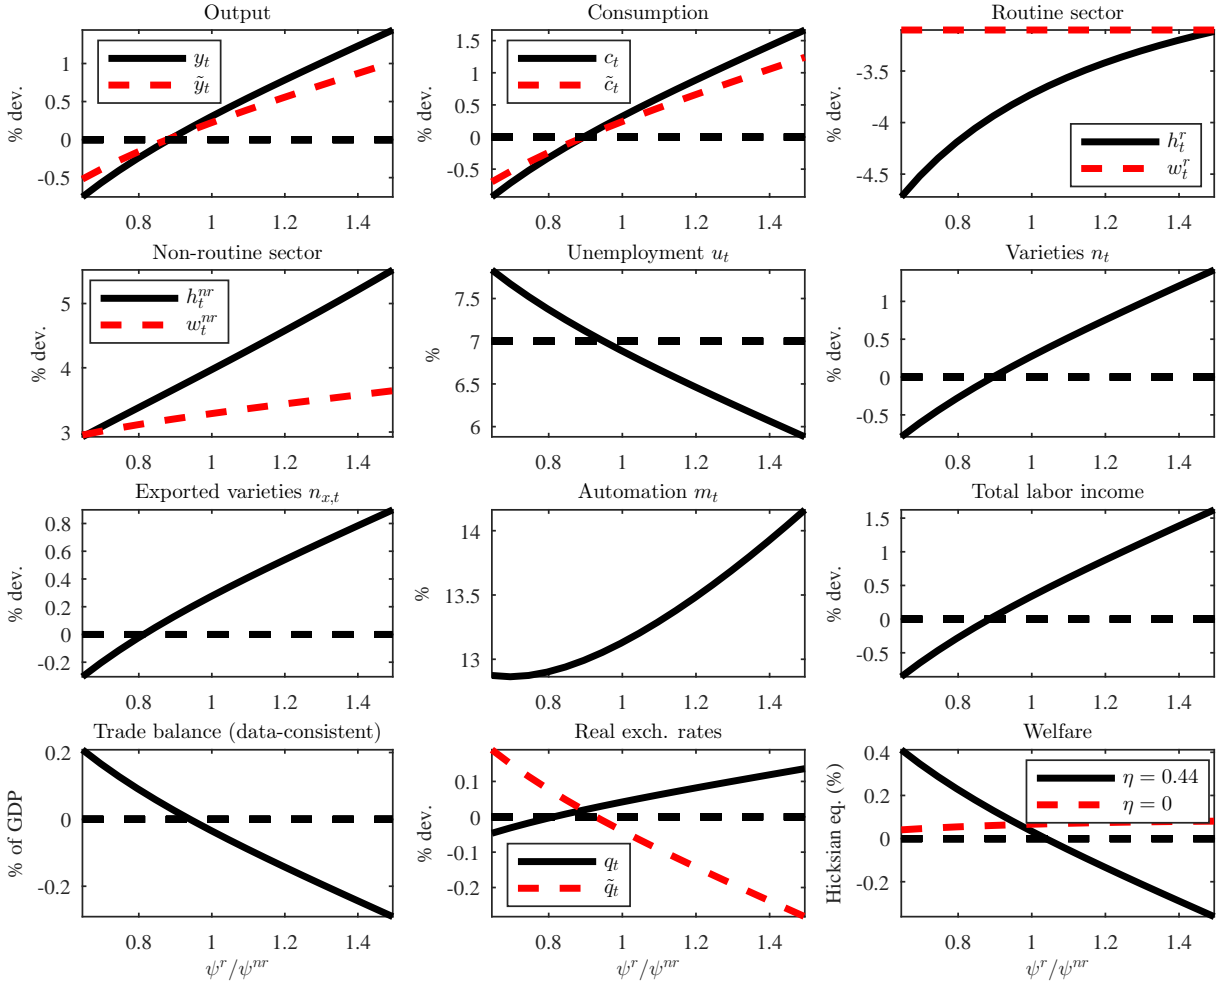 Output
% dev.
1
0.5
0
-0.5
y_t
ỹ_t
0.8 1 1.2 1.4
Consumption
% dev.
1.5
1
0.5
0
-0.5
c_t
c̃_t
0.8 1 1.2 1.4
Routine sector
% dev.
-3.5
-4
-4.5
h_t^r
w_t^r
0.8 1 1.2 1.4
Non-routine sector
% dev.
5
4
3
h_t^{nr}
w_t^{nr}
0.8 1 1.2 1.4
Unemployment u_t
%
7.5
7
6.5
6
0.8 1 1.2 1.4
Varieties n_t
% dev.
1
0.5
0
-0.5
0.8 1 1.2 1.4
Exported varieties n_{x,t}
% dev.
0.8
0.6
0.4
0.2
0
-0.2
0.8 1 1.2 1.4
Automation m_t
%
14
13.5
13
0.8 1 1.2 1.4
Total labor income
% dev.
1.5
1
0.5
0
-0.5
0.8 1 1.2 1.4
Trade balance (data-consistent)
% of GDP
0.2
0
-0.2
0.8 1 1.2 1.4
ψ^r/ψ^{nr}
Real exch. rates
% dev.
0.1
0
-0.1
-0.2
q_t
q̃_t
0.8 1 1.2 1.4
ψ^r/ψ^{nr}
Welfare
Hicksian eq. (%)
0.4
0.2
0
-0.2
η = 0.44
η = 0
0.8 1 1.2 1.4
ψ^r/ψ^{nr}